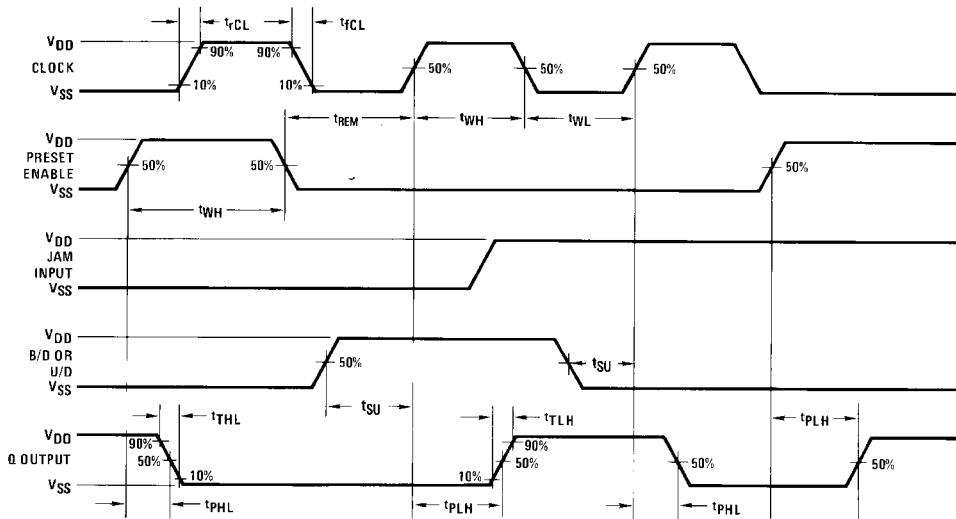 trCL tfCL
VDD
90% 90%
CLOCK 50% 50% 50%
10% 10%
VSS
tREM tWH tWL
VDD
PRESET
ENABLE 50% 50% 50%
VSS
tWH
VDD
JAM
INPUT
VSS
VDD
B/D OR
U/D 50%
VSS
tSU
tSU
tTHL tTLH tPLH
VDD
90% 90%
Q OUTPUT 50% 50% 50% 50%
10% 10%
VSS
tPHL tPLH tPHL